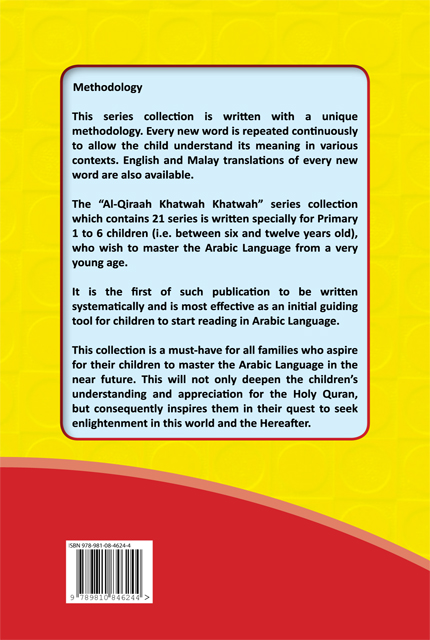 Methodology
This series collection is written with a unique
methodology. Every new word is repeated continuously
to allow the child understand its meaning in various
contexts. English and Malay translations of every new
word are also available.
The “Al-Qiraah Khatwah Khatwah” series collection
which contains 21 series is written specially for Primary
1 to 6 children (i.e. between six and twelve years old),
who wish to master the Arabic Language from a very
young age.
It is the first of such publication to be written
systematically and is most effective as an initial guiding
tool for children to start reading in Arabic Language.
This collection is a must-have for all families who aspire
for their children to master the Arabic Language in the
near future. This will not only deepen the children’s
understanding and appreciation for the Holy Quran,
but consequently inspires them in their quest to seek
enlightenment in this world and the Hereafter.
ISBN 978-981-08-4624-4
9 789810 846244 >